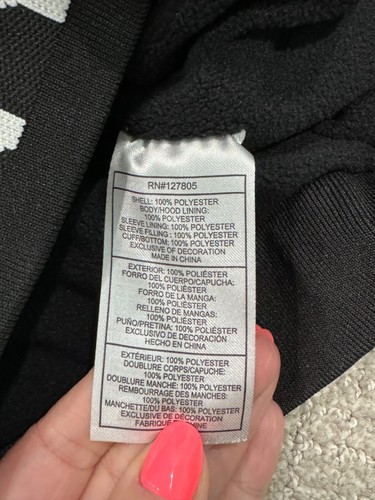 RN#127805
SHELL: 100% POLYESTER
BODY/HOOD LINING:
100% POLYESTER
SLEEVE LINING: 100% POLYESTER
SLEEVE FILLING : 100% POLYESTER
CUFF/BOTTOM: 100% POLYESTER
EXCLUSIVE OF DECORATION
MADE IN CHINA
EXTERIOR: 100% POLIÉSTER
FORRO DEL CUERPO/CAPUCHA:
100% POLIÉSTER
FORRO DE LA MANGA:
100% POLIÉSTER
RELLENO DE MANGAS:
100% POLIÉSTER
PUÑO/PRETINA: 100% POLIÉSTER
EXCLUSIVO DE DECORACIÓN
HECHO EN CHINA
EXTÉRIEUR: 100% POLYESTER
DOUBLURE CORPS/CAPUCHE:
100% POLYESTER
DOUBLURE MANCHE: 100% POLYESTER
REMBOURRAGE DES MANCHES:
100% POLYESTER
MANCHETTE/DU BAS: 100% POLYESTER
EXCLUSIVE DE DÉCORATION
FABRIQUÉ